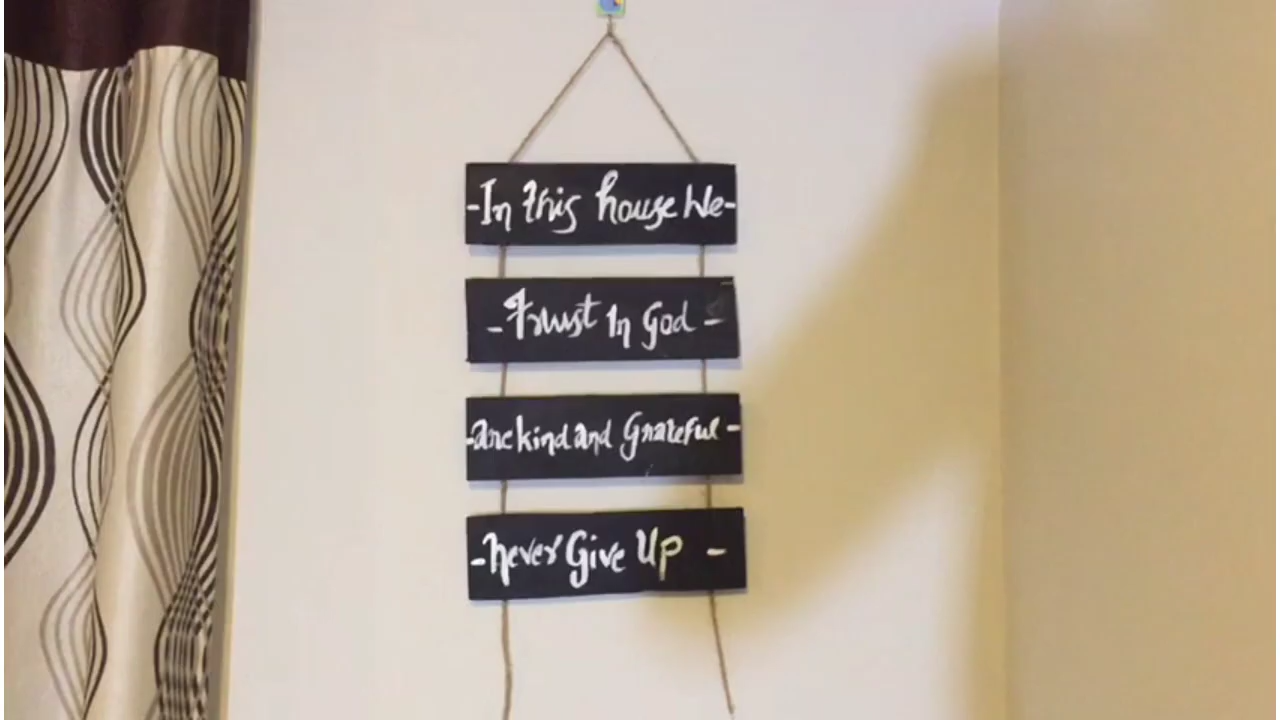 -In this house We-
-Trust In God-
-are kind and Grateful-
-Never Give Up -